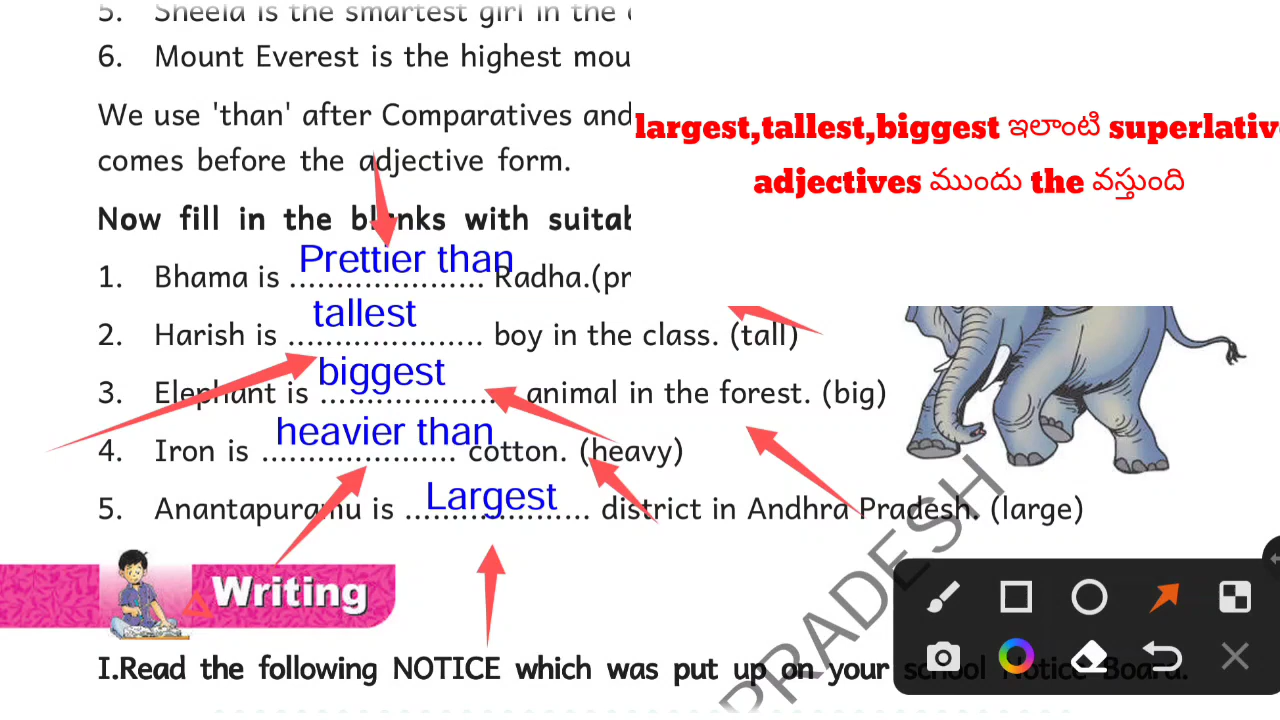 5. Sheela is the smartest girl in the
6. Mount Everest is the highest mou
We use 'than' after Comparatives and
largest,tallest,biggest ఇలాంటి superlativ
comes before the adjective form.
adjectives ముందు the వస్తుంది
Now fill in the blanks with suitab
1. Bhama is Prettier than Radha.(pr
2. Harish is tallest boy in the class. (tall)
3. Elephant is biggest animal in the forest. (big)
4. Iron is heavier than cotton. (heavy)
5. Anantapuramu is Largest district in Andhra Pradesh. (large)
PRADESH
Writing
I.Read the following NOTICE which was put up on your school Notice Board.